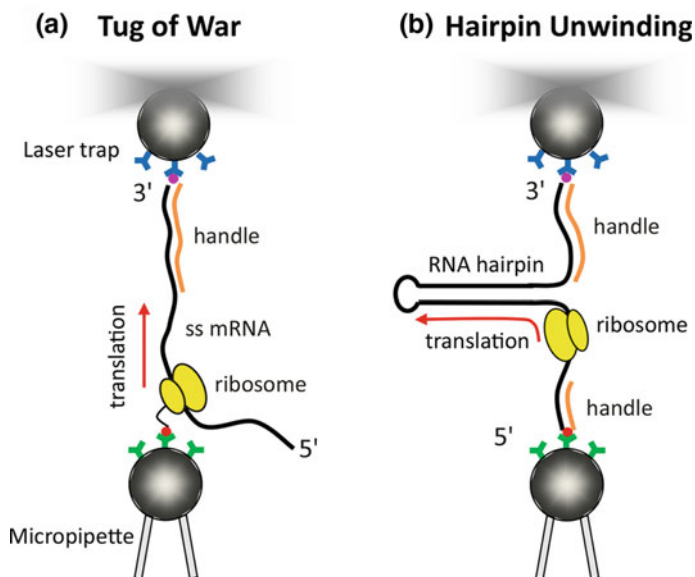 (a) Tug of War
Laser trap
3'
handle
translation
ss mRNA
ribosome
5'
Micropipette
(b) Hairpin Unwinding
3'
handle
RNA hairpin
ribosome
translation
handle
5'